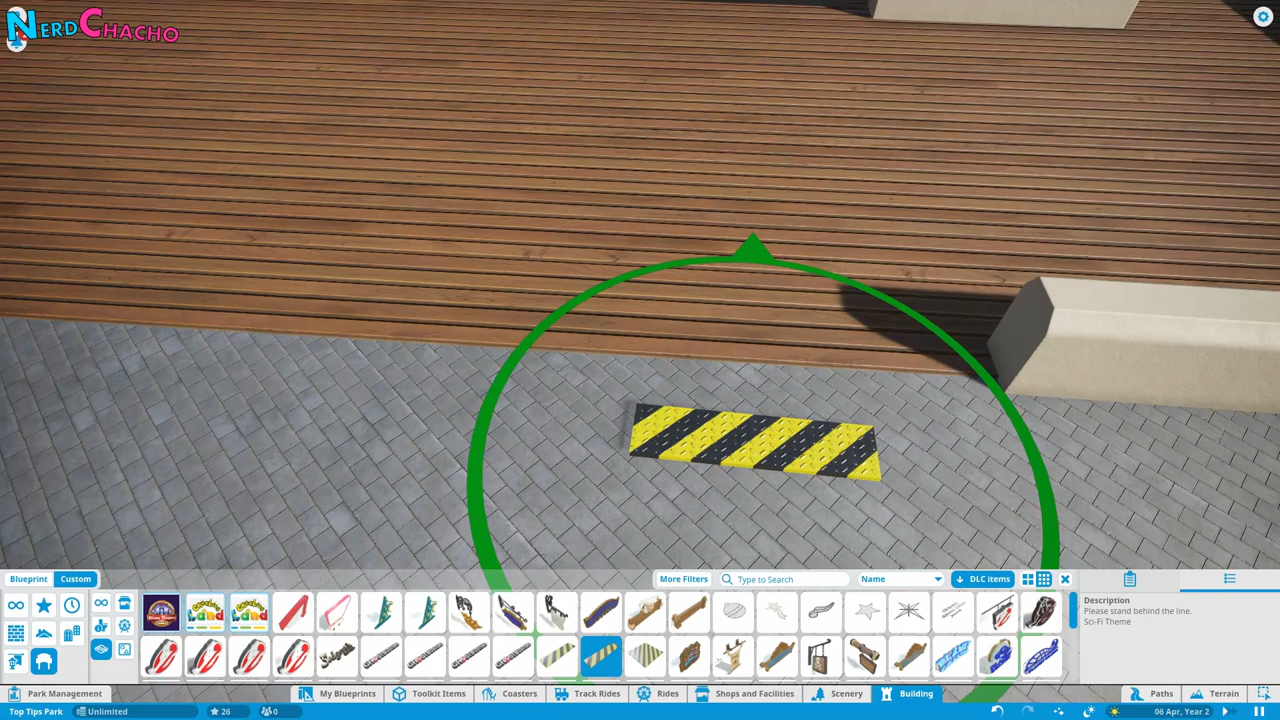 NERDCHACHO
Blueprint
Custom
More Filters
Type to Search
Name
DLC items
Description
Please stand behind the line.
Sci-Fi Theme
Park Management
My Blueprints
Toolkit Items
Coasters
Track Rides
Rides
Shops and Facilities
Scenery
Building
Paths
Terrain
Top Tips Park
Unlimited
26
0
06 Apr, Year 2